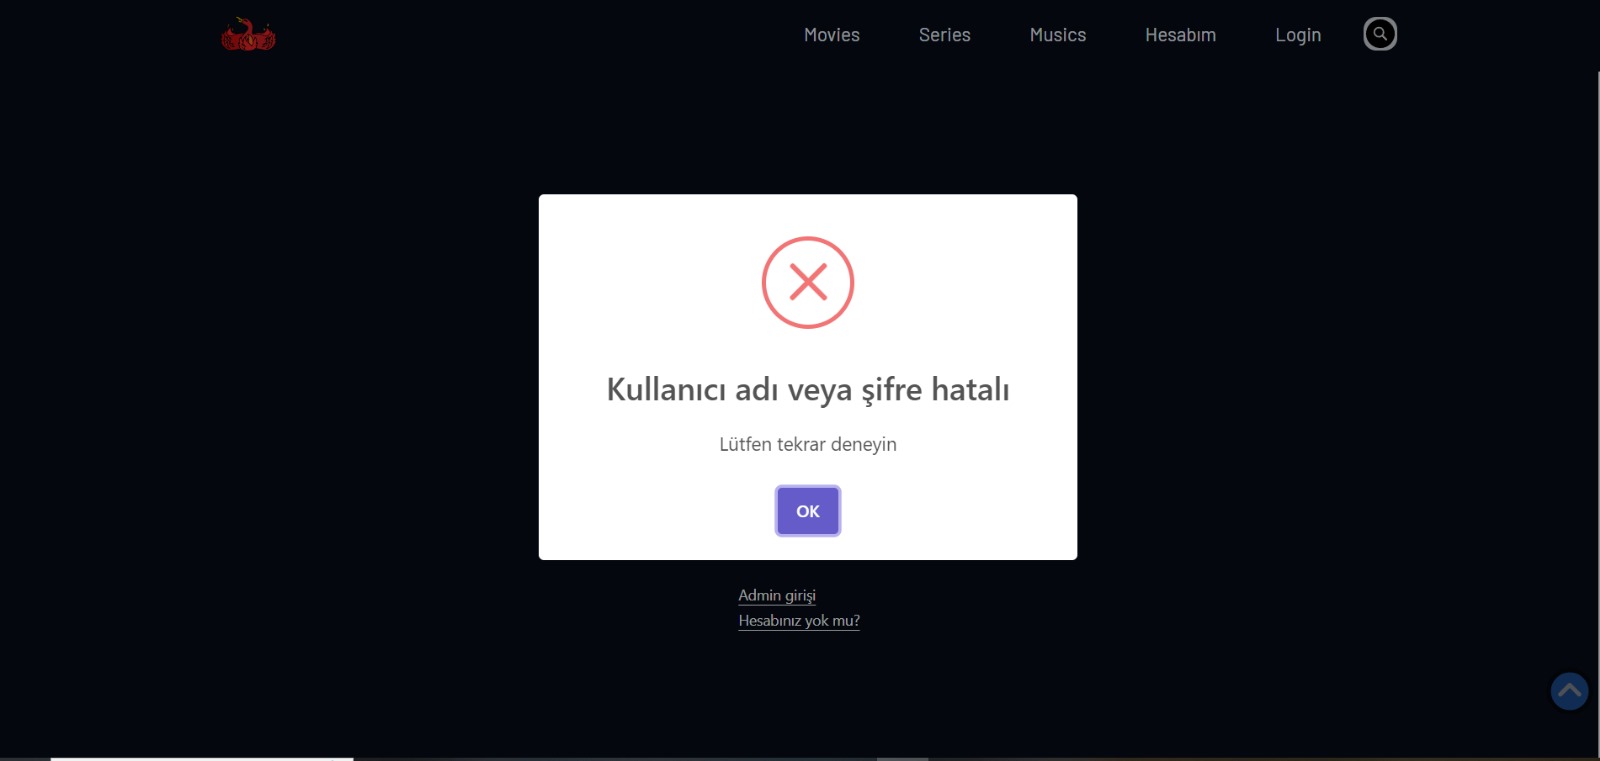 Movies Series Musics Hesabım Login
Kullanıcı adı veya şifre hatalı
Lütfen tekrar deneyin
OK
Admin girişi
Hesabınız yok mu?